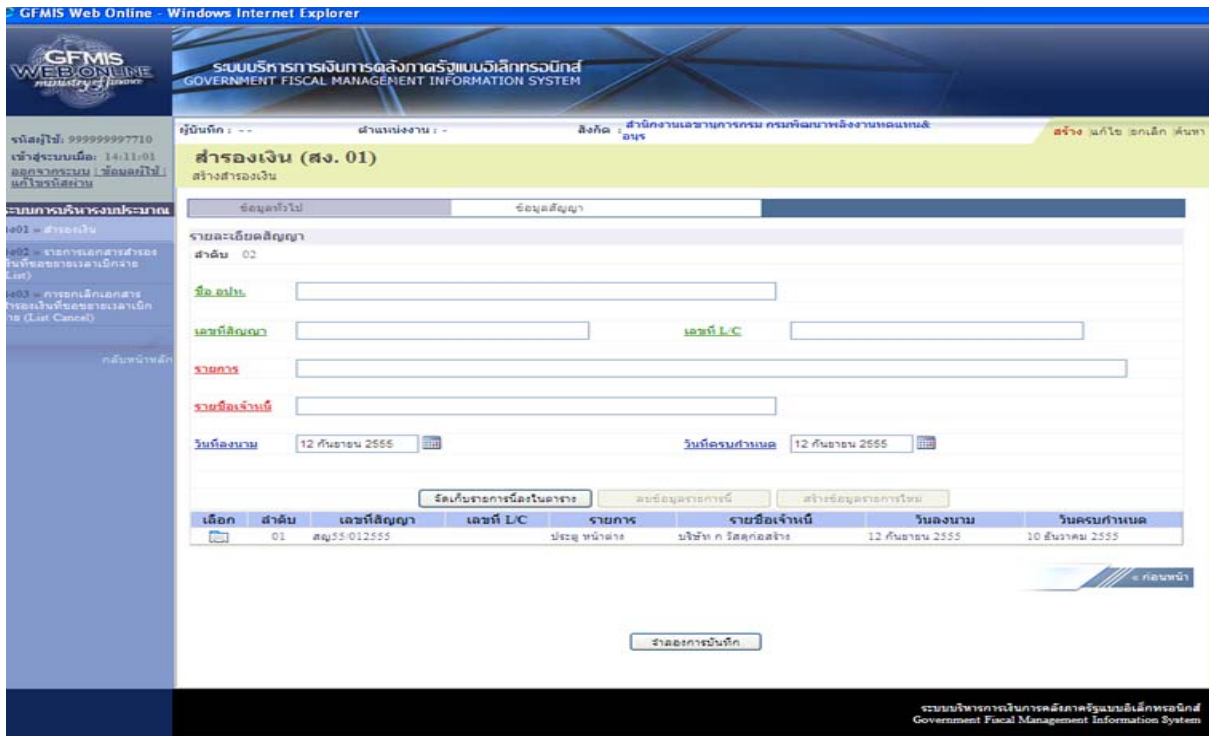 GFMIS Web Online - Windows Internet Explorer
GFMIS
WEB ONLINE
ministry of finance
ระบบบริหารการเงินการคลังภาครัฐแบบอิเล็กทรอนิกส์
GOVERNMENT FISCAL MANAGEMENT INFORMATION SYSTEM
รหัสผู้ใช้: 999999997710
เข้าสู่ระบบเมื่อ: 14:11:01
ออกจากระบบ | ข้อมูลผู้ใช้ |
แก้ไขรหัสผ่าน
ผู้บันทึก : - - ตำแหน่งงาน : - สังกัด : สำนักงานเลขานุการกรม กรมพัฒนาพลังงานทดแทน&
อนุร
สร้าง |แก้ไข |ยกเลิก |ค้นหา
สำรองเงิน (สง. 01)
สร้างสำรองเงิน
ระบบการบริหารงบประมาณ
สง01 » สำรองเงิน
สง02 » รายการเอกสารสำรอง
เงินที่ขอขยายเวลาเบิกจ่าย
(List)
สง03 » การยกเลิกเอกสาร
สำรองเงินที่ขอขยายเวลาเบิก
จ่าย (List Cancel)
กลับหน้าหลัก
ข้อมูลทั่วไป ข้อมูลสัญญา
รายละเอียดสัญญา
ลำดับ 02
ชื่อ อปท.
เลขที่สัญญา เลขที่ L/C
รายการ
รายชื่อเจ้าหนี้
วันที่ลงนาม 12 กันยายน 2555 วันที่ครบกำหนด 12 กันยายน 2555
จัดเก็บรายการนี้ลงในตาราง ลบข้อมูลรายการนี้ สร้างข้อมูลรายการใหม่
เลือก ลำดับ เลขที่สัญญา เลขที่ L/C รายการ รายชื่อเจ้าหนี้ วันลงนาม วันครบกำหนด
01 สญ55/012555 ประตู หน้าต่าง บริษัท ก วัสดุก่อสร้าง 12 กันยายน 2555 10 ธันวาคม 2555
« ก่อนหน้า
จำลองการบันทึก
ระบบบริหารการเงินการคลังภาครัฐแบบอิเล็กทรอนิกส์
Government Fiscal Management Information System